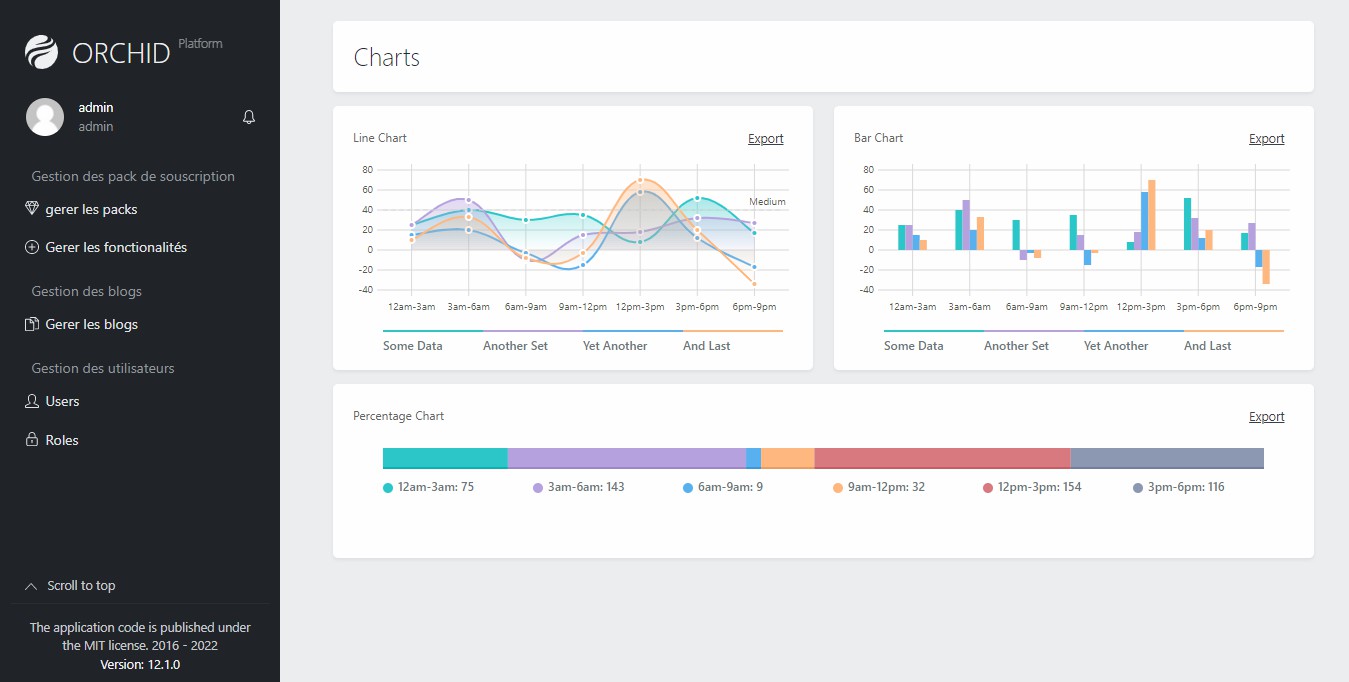 ORCHID Platform
admin
admin
Gestion des pack de souscription
gerer les packs
Gerer les fonctionalités
Gestion des blogs
Gerer les blogs
Gestion des utilisateurs
Users
Roles
Scroll to top
The application code is published under
the MIT license. 2016 - 2022
Version: 12.1.0
Charts
Line Chart
Export
80
60
40
20
0
-20
-40
Medium
12am-3am 3am-6am 6am-9am 9am-12pm 12pm-3pm 3pm-6pm 6pm-9pm
Some Data Another Set Yet Another And Last
Bar Chart
Export
80
60
40
20
0
-20
-40
12am-3am 3am-6am 6am-9am 9am-12pm 12pm-3pm 3pm-6pm 6pm-9pm
Some Data Another Set Yet Another And Last
Percentage Chart
Export
12am-3am: 75 3am-6am: 143 6am-9am: 9 9am-12pm: 32 12pm-3pm: 154 3pm-6pm: 116